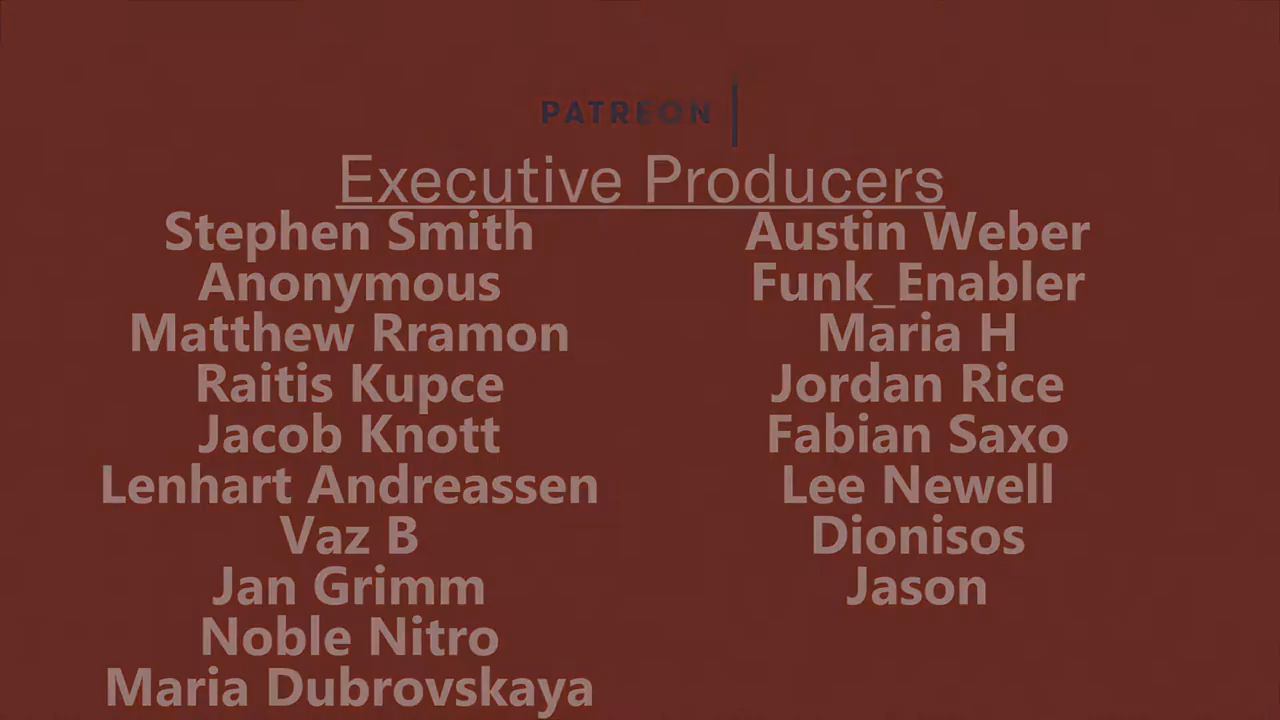 PATREON
Executive Producers
Stephen Smith
Anonymous
Matthew Rramon
Raitis Kupce
Jacob Knott
Lenhart Andreassen
Vaz B
Jan Grimm
Noble Nitro
Maria Dubrovskaya
Austin Weber
Funk_Enabler
Maria H
Jordan Rice
Fabian Saxo
Lee Newell
Dionisos
Jason